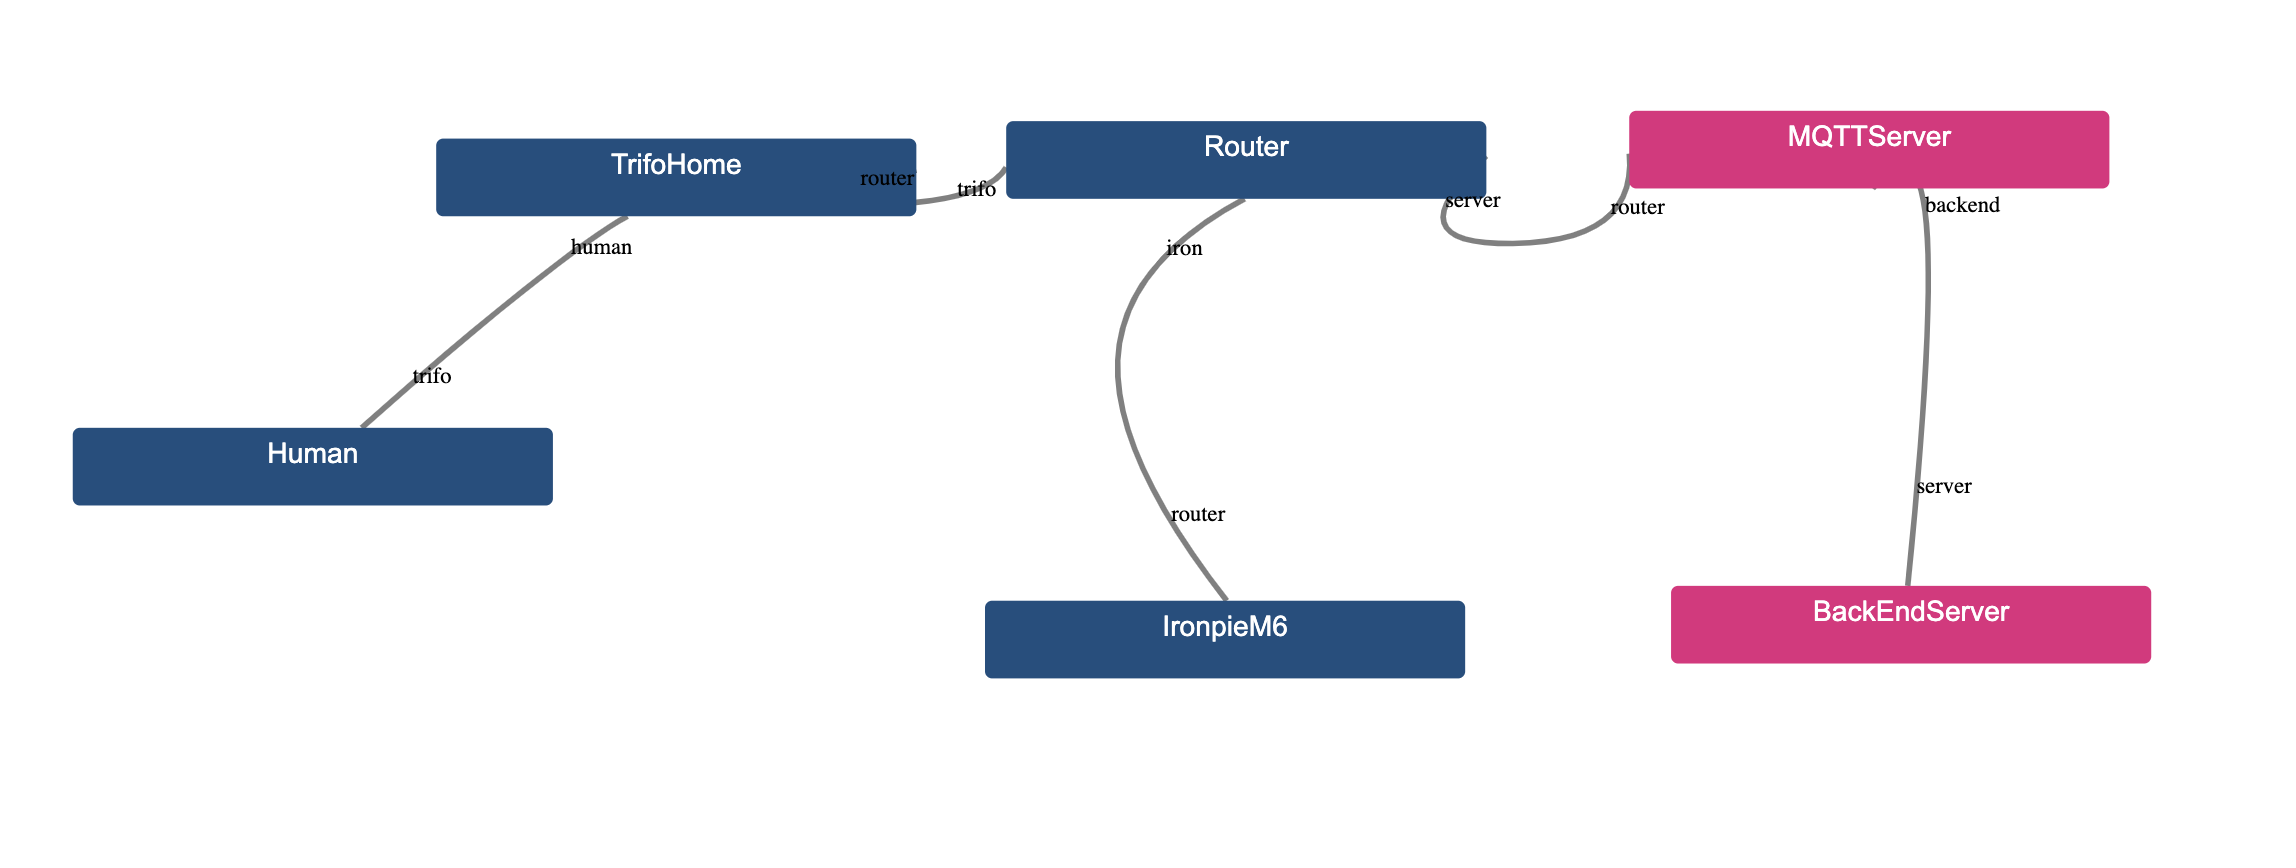 MQTTServer
Router
TrifoHome
router
trifo
server
router
backend
human
iron
trifo
Human
server
router
BackEndServer
IronpieM6